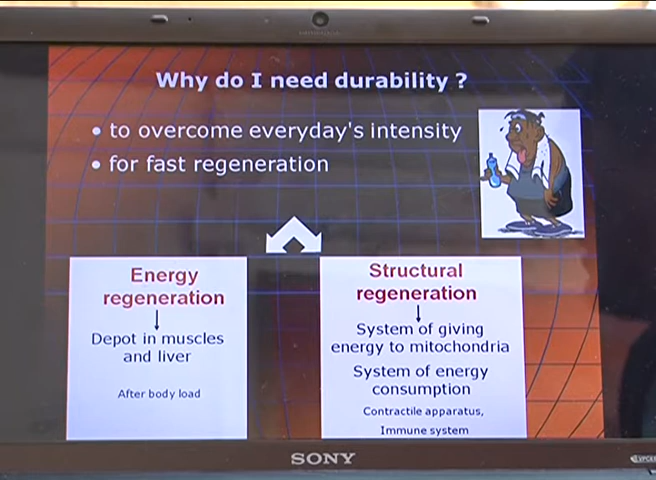 Why do I need durability ?
• to overcome everyday's intensity
• for fast regeneration
Energy
regeneration
Depot in muscles
and liver
After body load
Structural
regeneration
System of giving
energy to mitochondria
System of energy
consumption
Contractile apparatus,
Immune system
SONY